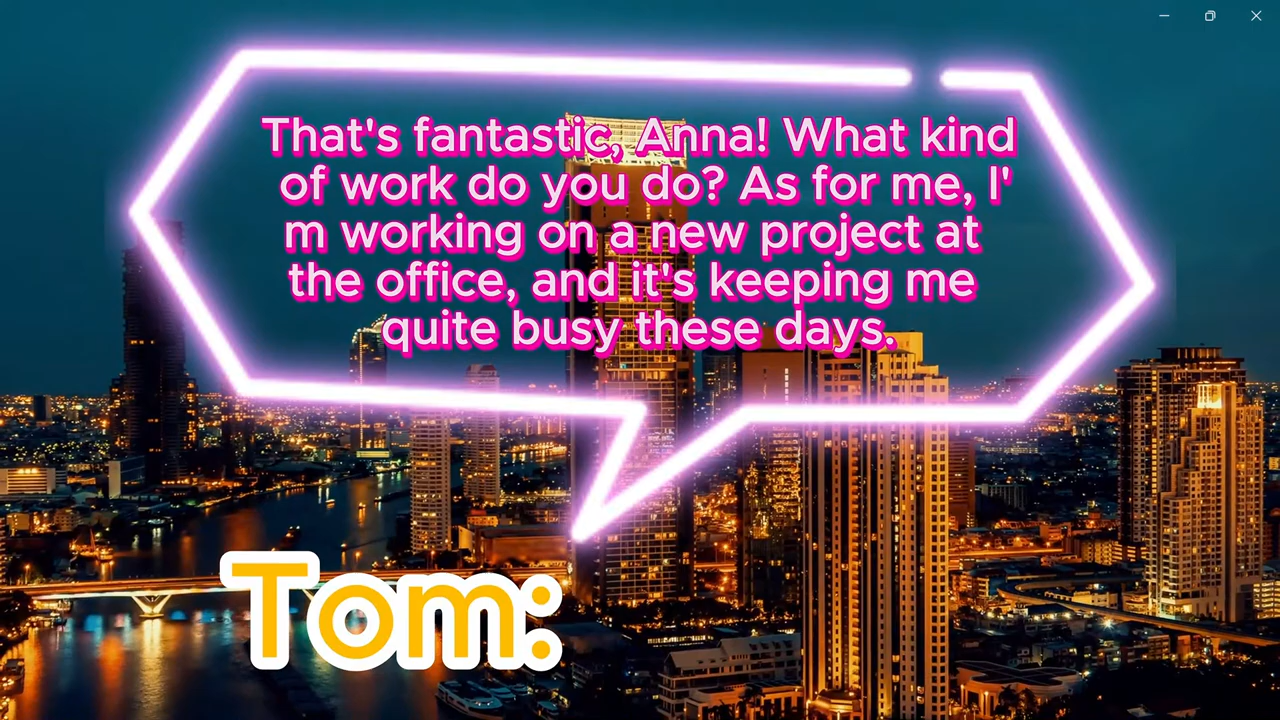 That's fantastic, Anna! What kind
of work do you do? As for me, I'
m working on a new project at
the office, and it's keeping me
quite busy these days.
Tom: